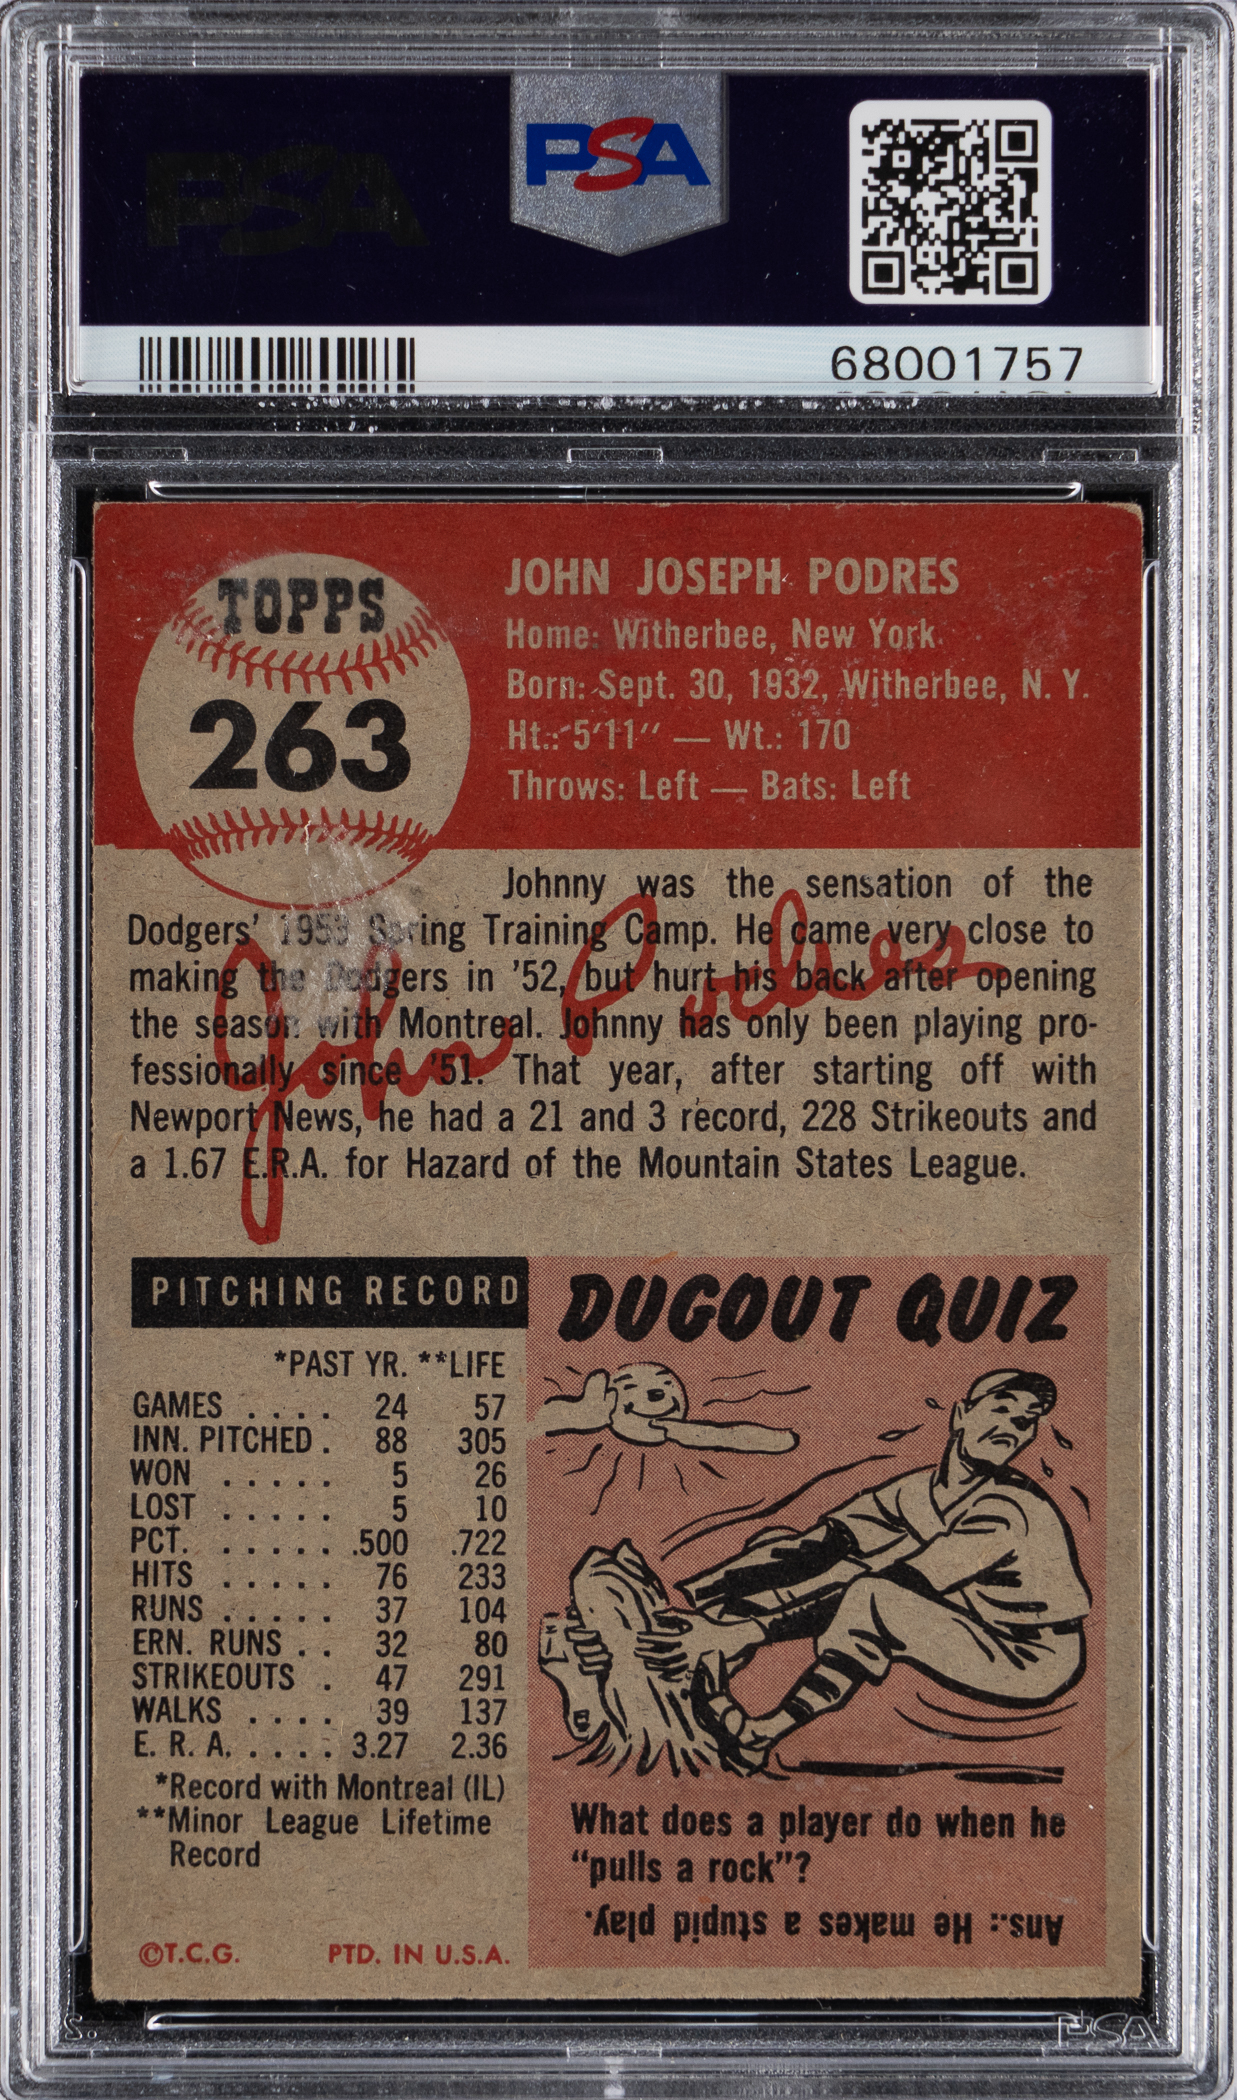 PSA
PSA
68001757
TOPPS
263
JOHN JOSEPH PODRES
Home: Witherbee, New York
Born: Sept. 30, 1932, Witherbee, N. Y.
Ht.: 5'11'' — Wt.: 170
Throws: Left — Bats: Left
Johnny was the sensation of the
Dodgers' 1953 Spring Training Camp. He came very close to
making the Dodgers in '52, but hurt his back after opening
the season with Montreal. Johnny has only been playing pro-
fessionally since '51. That year, after starting off with
Newport News, he had a 21 and 3 record, 228 Strikeouts and
a 1.67 E.R.A. for Hazard of the Mountain States League.
John Podres
PITCHING RECORD
*PAST YR. **LIFE
GAMES . . . . 24 57
INN. PITCHED . 88 305
WON . . . . . 5 26
LOST . . . . . 5 10
PCT. . . . . . .500 .722
HITS . . . . . 76 233
RUNS . . . . . 37 104
ERN. RUNS . . 32 80
STRIKEOUTS . 47 291
WALKS . . . . 39 137
E. R. A. . . . . 3.27 2.36
*Record with Montreal (IL)
**Minor League Lifetime
Record
©T.C.G. PTD. IN U.S.A.
DUGOUT QUIZ
What does a player do when he
"pulls a rock"?
Ans.: He makes a stupid play.
PSA